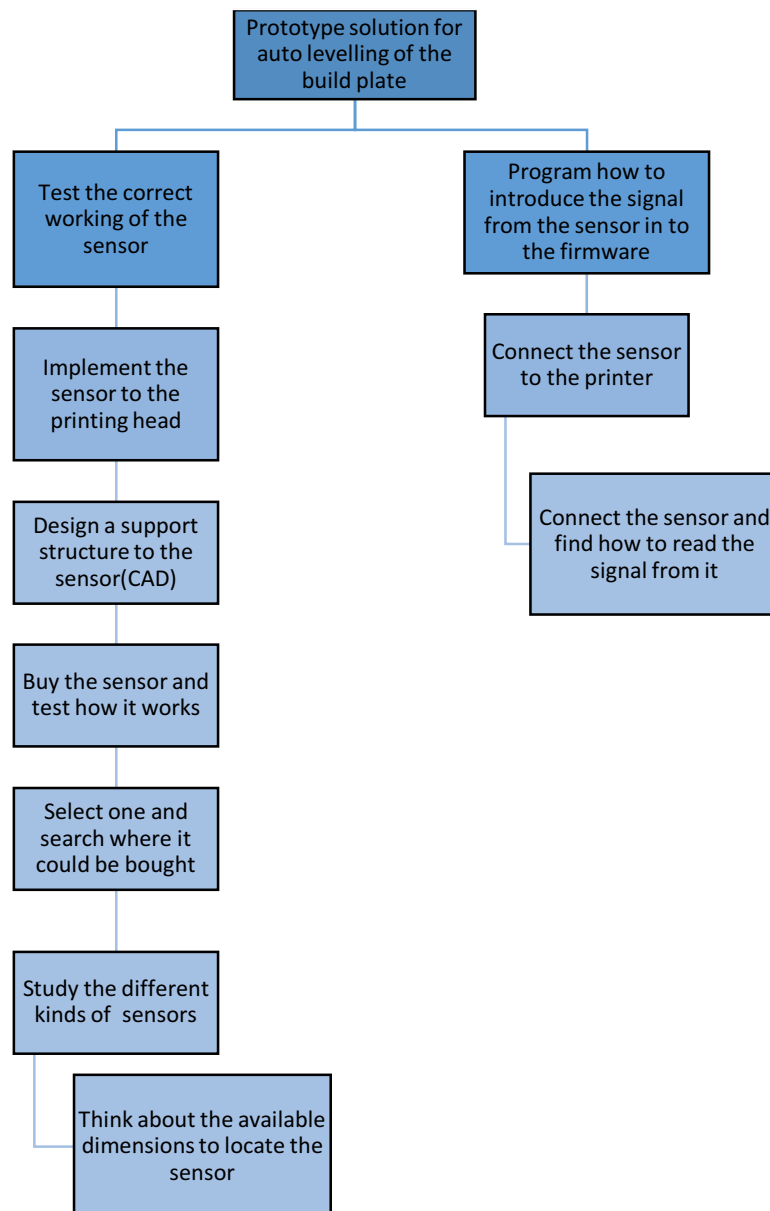 Prototype solution for
auto levelling of the
build plate
Test the correct
working of the
sensor
Implement the
sensor to the
printing head
Design a support
structure to the
sensor(CAD)
Buy the sensor and
test how it works
Select one and
search where it
could be bought
Study the different
kinds of  sensors
Think about the available
dimensions to locate the
sensor
Program how to
introduce the signal
from the sensor in to
the firmware
Connect the sensor
to the printer
Connect the sensor and
find how to read the
signal from it